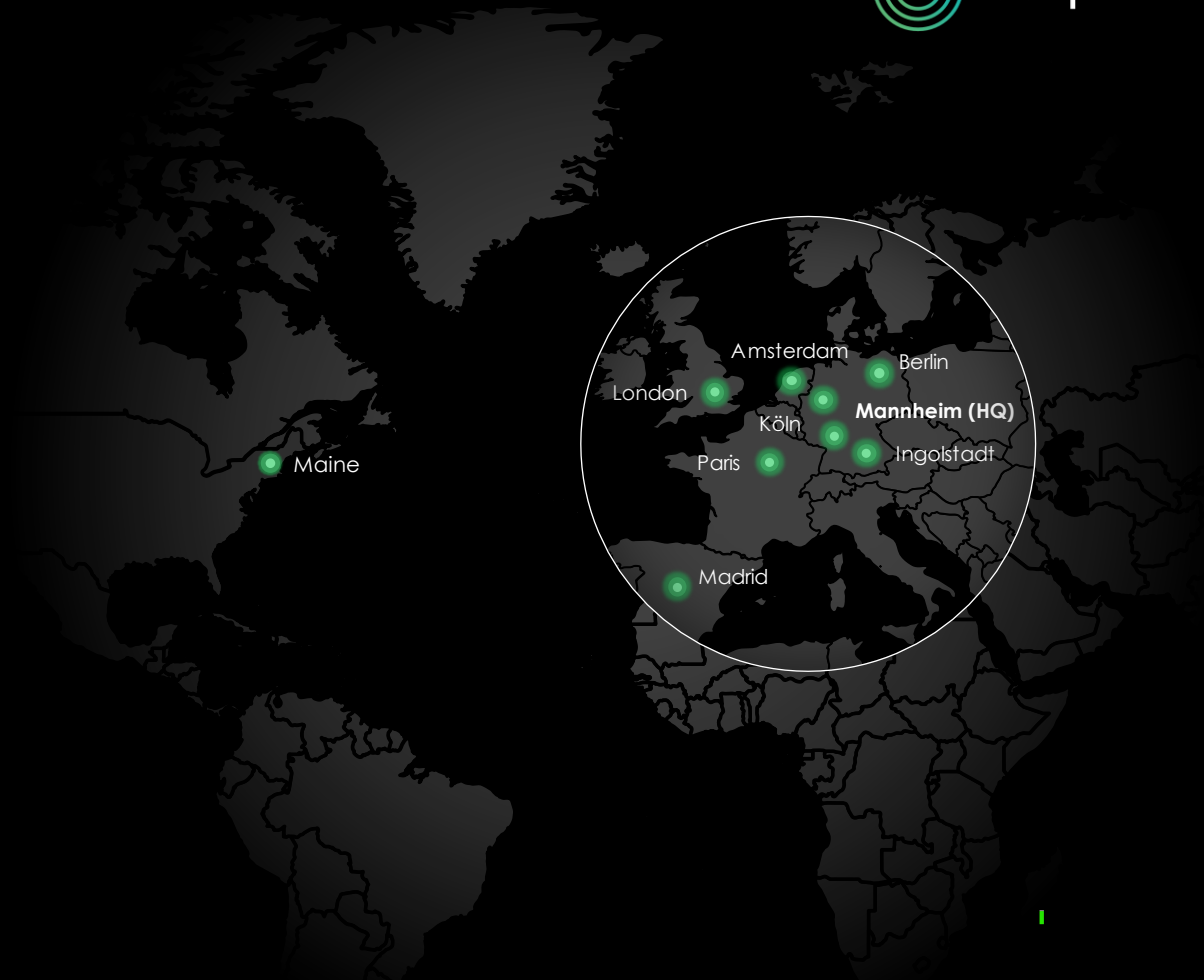 Amsterdam
Berlin
London
Mannheim (HQ)
Köln
Ingolstadt
Paris
Maine
Madrid